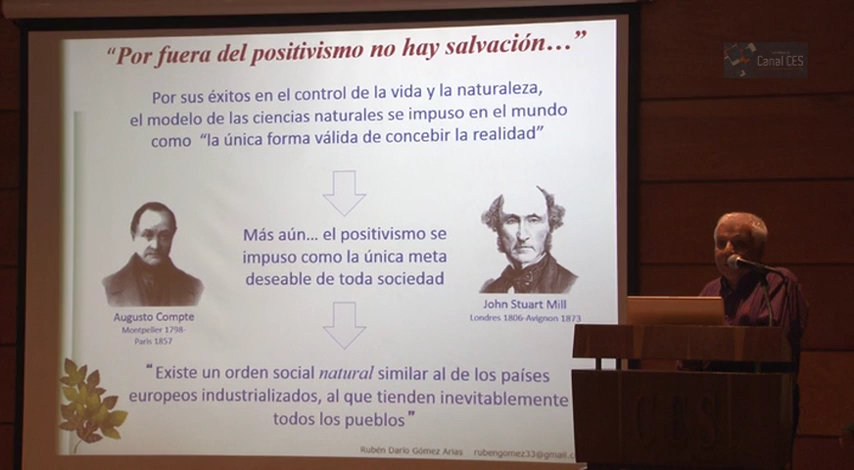 “Por fuera del positivismo no hay salvación…”
Canal CES
Por sus éxitos en el control de la vida y la naturaleza,
el modelo de las ciencias naturales se impuso en el mundo
como “la única forma válida de concebir la realidad”
Más aún… el positivismo se
impuso como la única meta
deseable de toda sociedad
Augusto Compte
Montpelier 1798-
Paris 1857
John Stuart Mill
Londres 1806-Avignon 1873
“Existe un orden social natural similar al de los países
europeos industrializados, al que tienden inevitablemente
todos los pueblos”
Rubén Darío Gómez Arias rubengomez33@gmail.c
CES